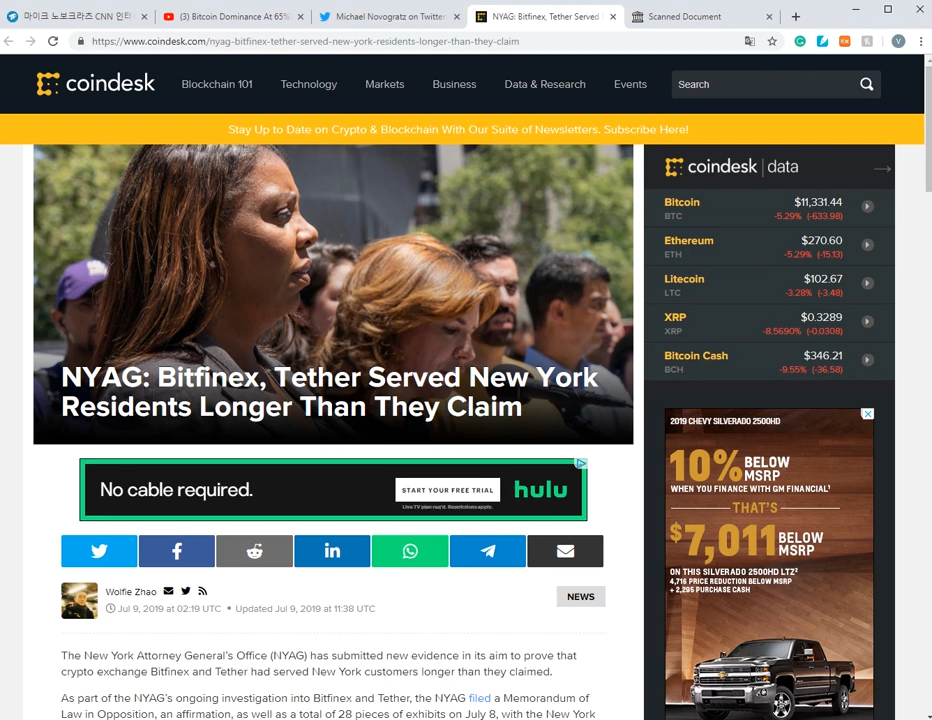 마이크 노보크라츠 CNN 인터
(3) Bitcoin Dominance At 65%
Michael Novogratz on Twitter
NYAG: Bitfinex, Tether Served
Scanned Document
https://www.coindesk.com/nyag-bitfinex-tether-served-new-york-residents-longer-than-they-claim
V
coindesk
Blockchain 101
Technology
Markets
Business
Data & Research
Events
Search
Stay Up to Date on Crypto & Blockchain With Our Suite of Newsletters. Subscribe Here!
NYAG: Bitfinex, Tether Served New York
Residents Longer Than They Claim
coindesk | data
Bitcoin $11,331.44
BTC -5.29% (-633.98)
Ethereum $270.60
ETH -5.29% (-15.13)
Litecoin $102.67
LTC -3.28% (-3.48)
XRP $0.3289
XRP -8.5690% (-0.0308)
Bitcoin Cash $346.21
BCH -9.55% (-36.58)
No cable required.
START YOUR FREE TRIAL
Live TV plan req'd. Restrictions apply.
hulu
Wolfie Zhao
Jul 9, 2019 at 02:19 UTC • Updated Jul 9, 2019 at 11:38 UTC
NEWS
The New York Attorney General's Office (NYAG) has submitted new evidence in its aim to prove that
crypto exchange Bitfinex and Tether had served New York customers longer than they claimed.
As part of the NYAG's ongoing investigation into Bitfinex and Tether, the NYAG filed a Memorandum of
Law in Opposition, an affirmation, as well as a total of 28 pieces of exhibits on July 8, with the New York
2019 CHEVY SILVERADO 2500HD
10% BELOW
MSRP
WHEN YOU FINANCE WITH GM FINANCIAL¹
THAT'S
$7,011 BELOW
MSRP
ON THIS SILVERADO 2500HD LTZ²
4,716 PRICE REDUCTION BELOW MSRP
+ 2,295 PURCHASE CASH